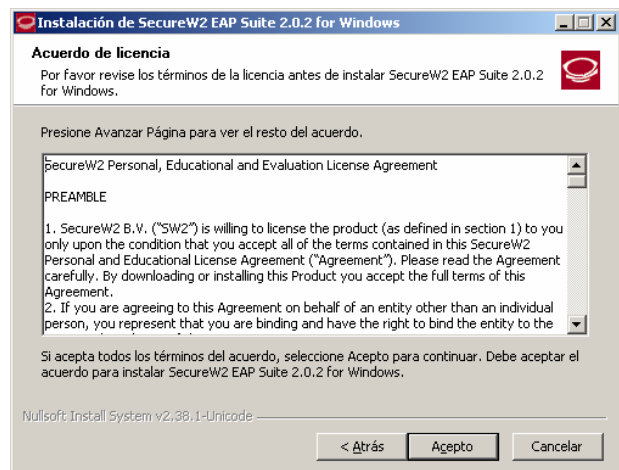 Instalación de SecureW2 EAP Suite 2.0.2 for Windows
Acuerdo de licencia
Por favor revise los términos de la licencia antes de instalar SecureW2 EAP Suite 2.0.2
for Windows.
Presione Avanzar Página para ver el resto del acuerdo.
SecureW2 Personal, Educational and Evaluation License Agreement
PREAMBLE
1. SecureW2 B.V. ("SW2") is willing to license the product (as defined in section 1) to you
only upon the condition that you accept all of the terms contained in this SecureW2
Personal and Educational License Agreement ("Agreement"). Please read the Agreement
carefully. By downloading or installing this Product you accept the full terms of this
Agreement.
2. If you are agreeing to this Agreement on behalf of an entity other than an individual
person, you represent that you are binding and have the right to bind the entity to the
Si acepta todos los términos del acuerdo, seleccione Acepto para continuar. Debe aceptar el
acuerdo para instalar SecureW2 EAP Suite 2.0.2 for Windows.
Nullsoft Install System v2.38.1-Unicode
< Atrás Acepto Cancelar